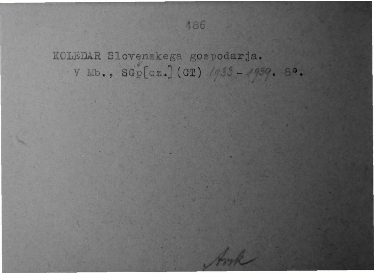 486
KOLEDAR Slovenskega gospodarja.
V Mb., SGp[cz.](CT) 1933-1939. 8°.